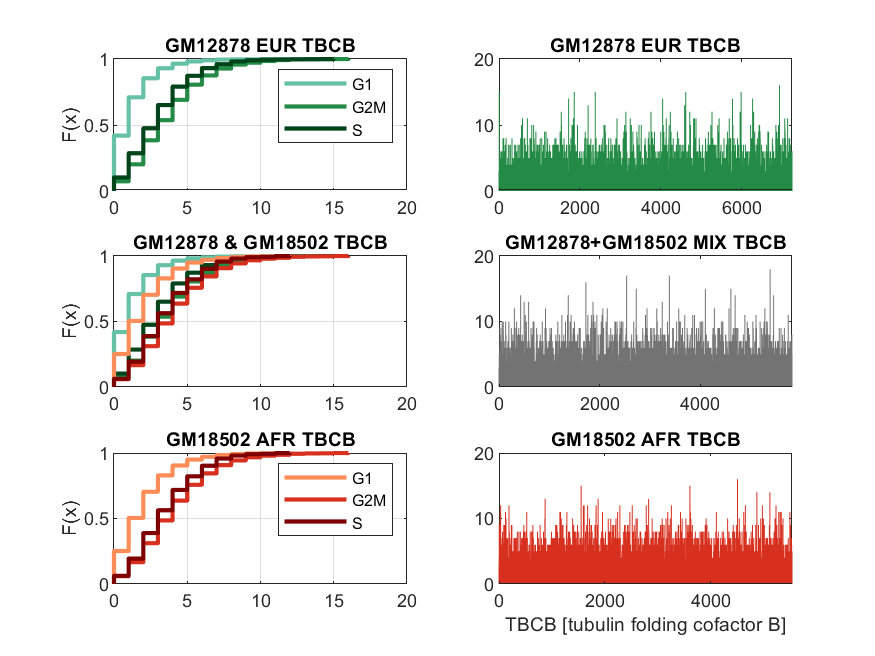 GM12878 EUR TBCB
1
0.5
0
F(x)
G1
G2M
S
0 5 10 15 20
GM12878 EUR TBCB
20
10
0
0 2000 4000 6000
GM12878 & GM18502 TBCB
1
0.5
0
F(x)
0 5 10 15 20
GM12878+GM18502 MIX TBCB
20
10
0
0 2000 4000
GM18502 AFR TBCB
1
0.5
0
F(x)
G1
G2M
S
0 5 10 15 20
GM18502 AFR TBCB
20
10
0
0 2000 4000
TBCB [tubulin folding cofactor B]